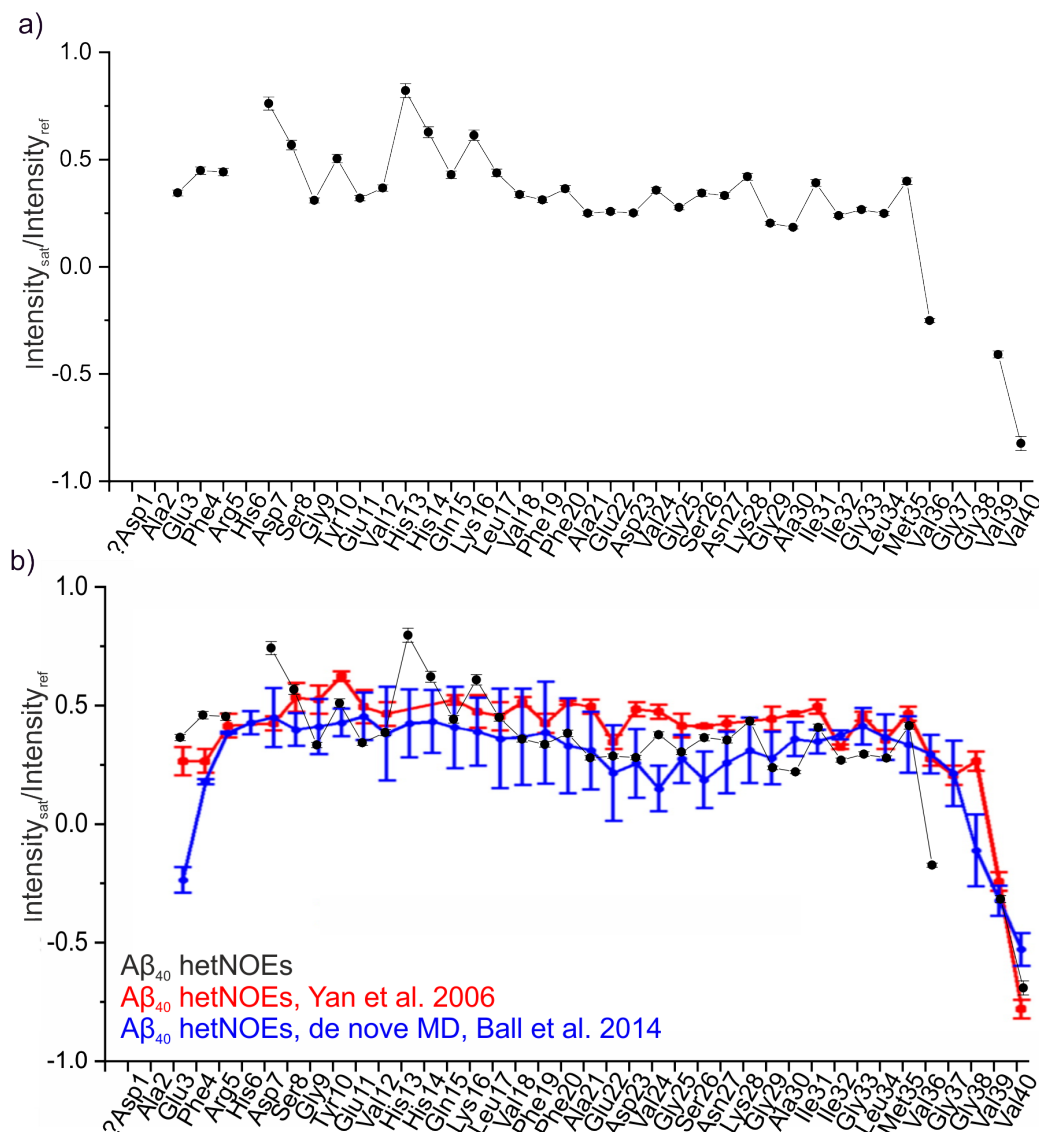 a)
1.0
0.5
0.0
-0.5
-1.0
Intensitysat/Intensityref
?Asp1
Ala2
Glu3
Phe4
Arg5
His6
Asp7
Ser8
Gly9
Tyr10
Glu11
Val12
His13
His14
Gln15
Lys16
Leu17
Val18
Phe19
Phe20
Ala21
Glu22
Asp23
Val24
Gly25
Ser26
Asn27
Lys28
Gly29
Ala30
Ile31
Ile32
Gly33
Leu34
Met35
Val36
Gly37
Gly38
Val39
Val40
b)
1.0
0.5
0.0
-0.5
-1.0
Intensitysat/Intensityref
Aβ40 hetNOEs
Aβ40 hetNOEs, Yan et al. 2006
Aβ40 hetNOEs, de nove MD, Ball et al. 2014
?Asp1
Ala2
Glu3
Phe4
Arg5
His6
Asp7
Ser8
Gly9
Tyr10
Glu11
Val12
His13
His14
Gln15
Lys16
Leu17
Val18
Phe19
Phe20
Ala21
Glu22
Asp23
Val24
Gly25
Ser26
Asn27
Lys28
Gly29
Ala30
Ile31
Ile32
Gly33
Leu34
Met35
Val36
Gly37
Gly38
Val39
Val40